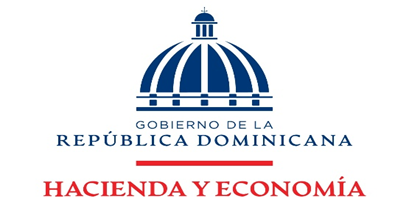 GOBIERNO DE LA
REPÚBLICA DOMINICANA
HACIENDA Y ECONOMÍA